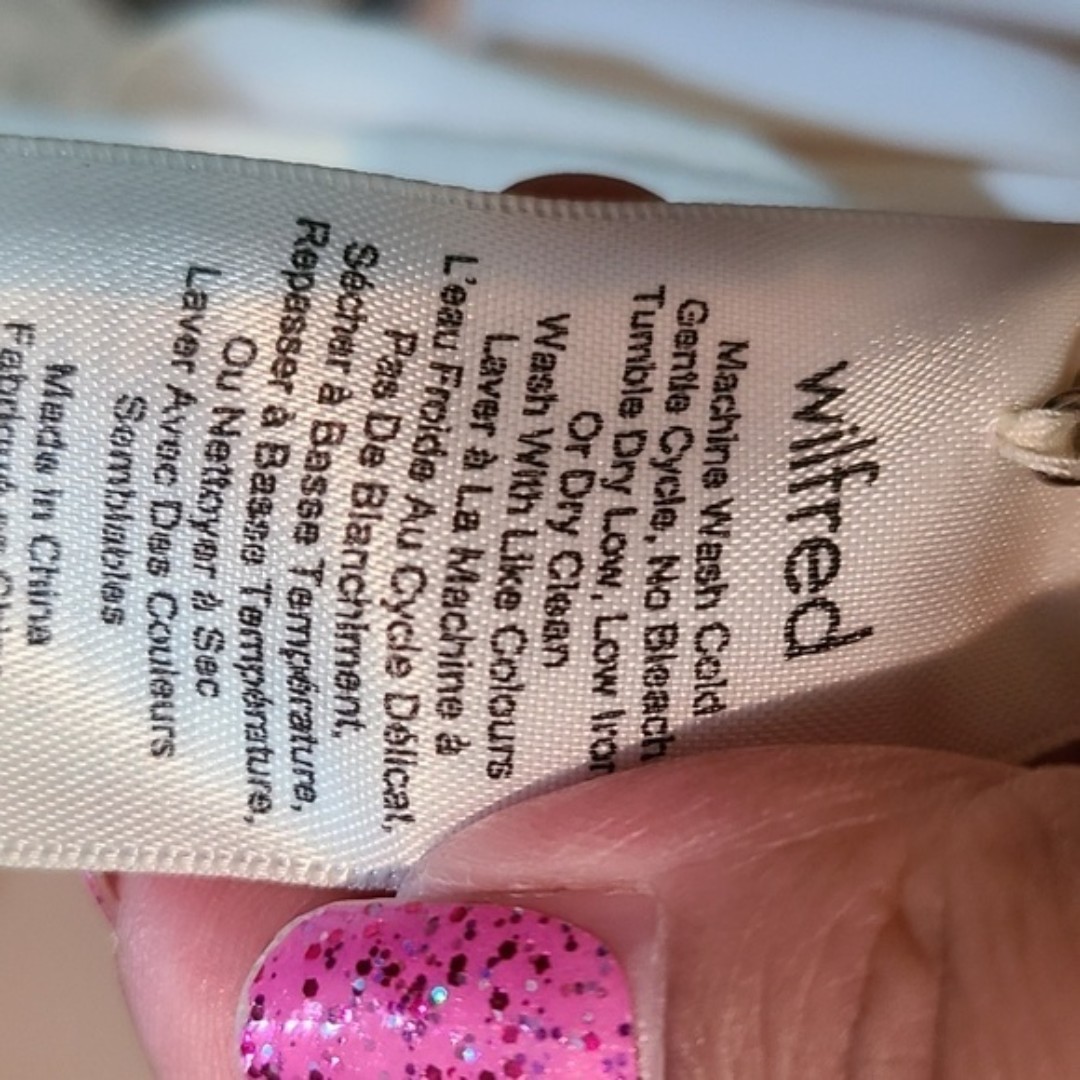 wilfred
Machine Wash Cold
Gentle Cycle, No Bleach
Tumble Dry Low, Low Iron
Or Dry Clean
Wash With Like Colours
Laver à La Machine à
L'eau Froide Au Cycle Délicat,
Pas De Blanchiment,
Sécher à Basse Température,
Repasser à Basse Température,
Ou Nettoyer à Sec
Laver Avec Des Couleurs
Semblables
Made in China